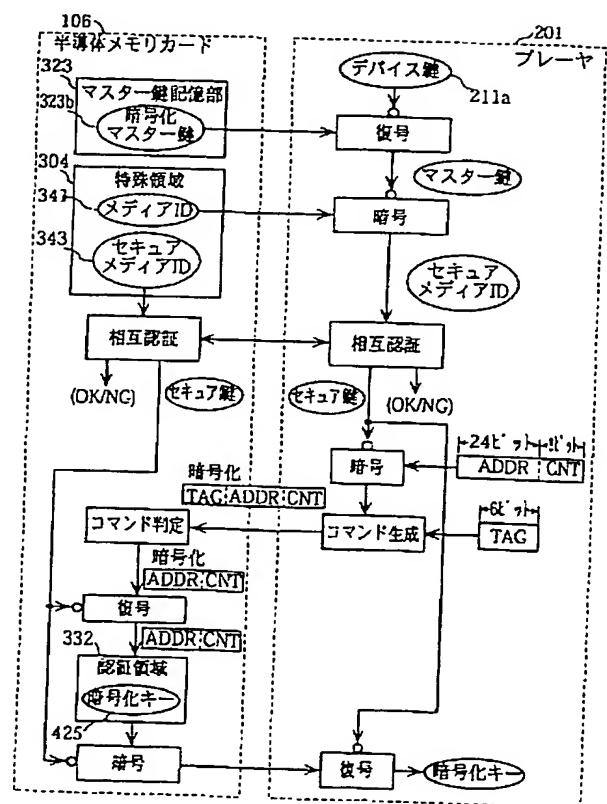 106
半導体メモリカード
323
マスター鍵記憶部
323b
暗号化
マスター鍵
304
特殊領域
341
メディアID
343
セキュア
メディアID
相互認証
(OK/NG)
セキュア鍵
201
プレーヤ
デバイス鍵
211a
復号
マスター鍵
暗号
セキュア
メディアID
相互認証
セキュア鍵
(OK/NG)
24ビット
ビット
暗号
ADDR CNT
暗号化
TAG ADDR CNT
6ビット
コマンド判定
コマンド生成
TAG
暗号化
ADDR CNT
復号
ADDR CNT
332
認証領域
暗号化キー
425
暗号
復号
暗号化キー